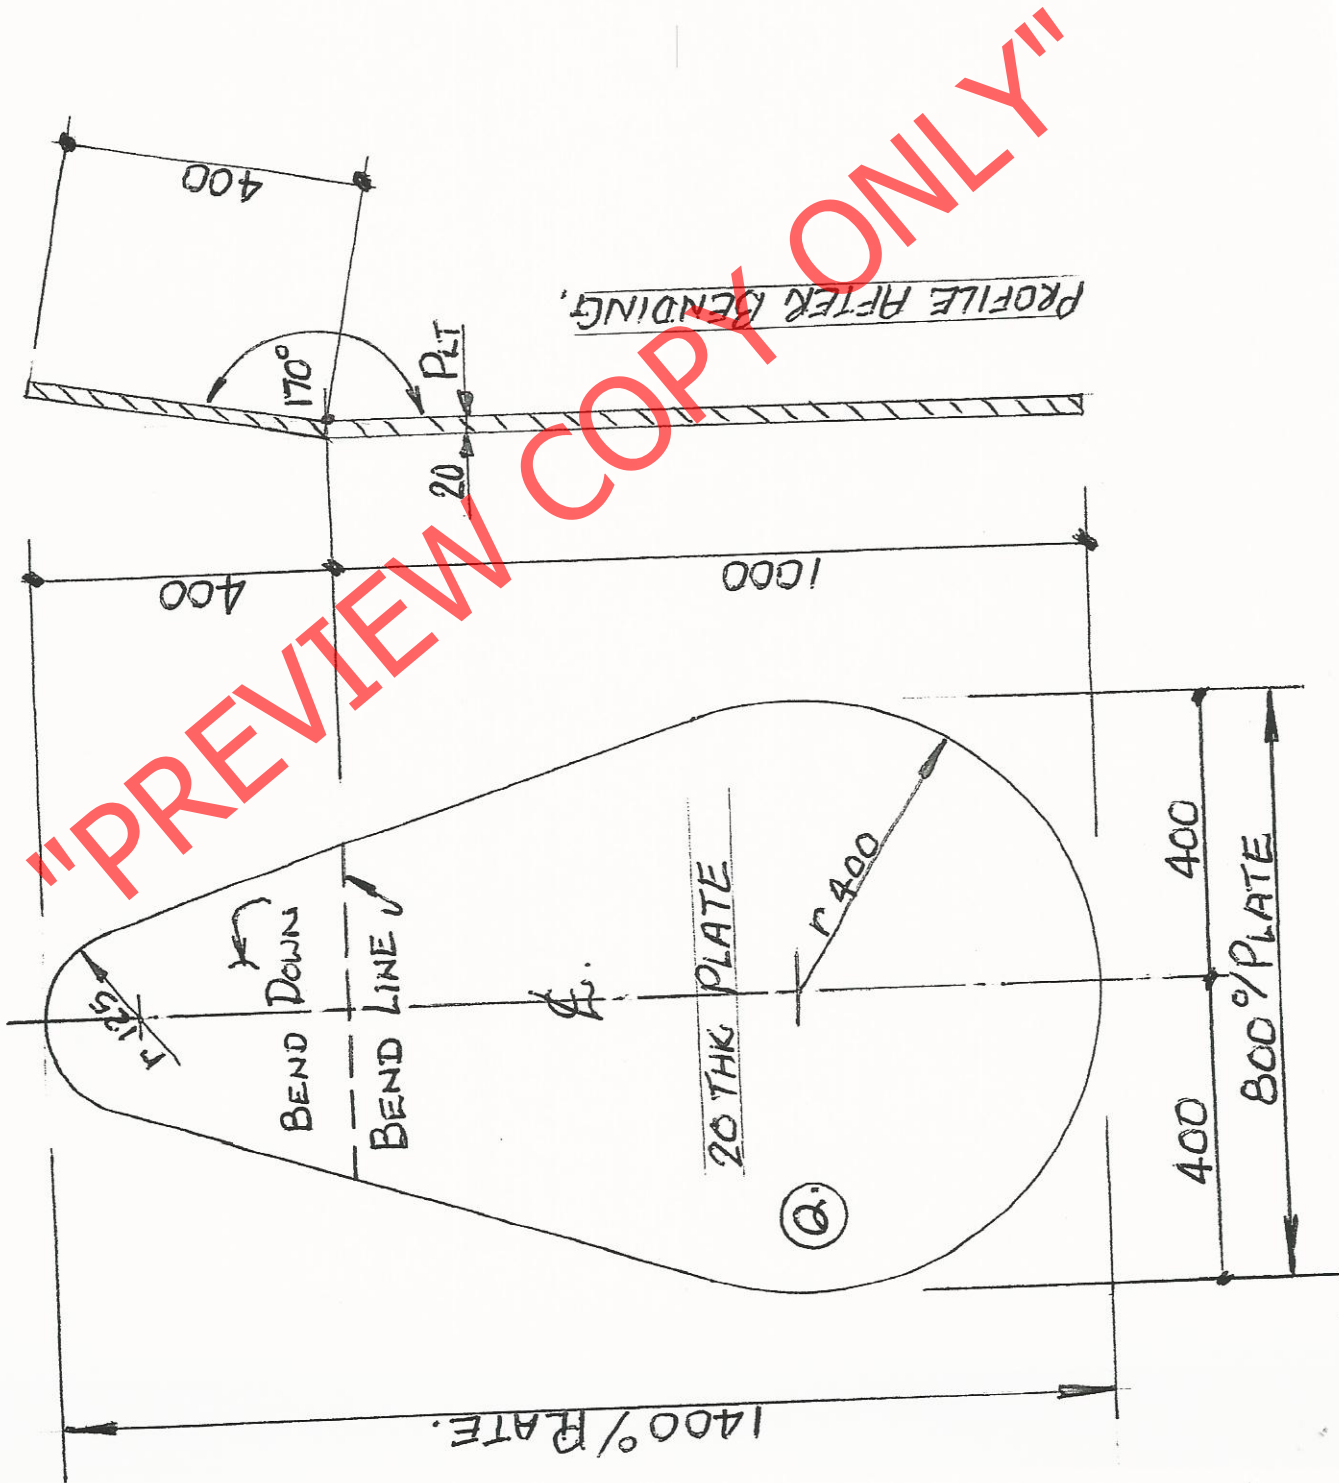 400
170°
PLT
20
PROFILE AFTER BENDING.
400
1000
"PREVIEW COPY ONLY"
r 125
BEND DOWN
BEND LINE
℄.
20 THK. PLATE
r 400
Q.
400
400
800 %PLATE
1400 %PLATE.